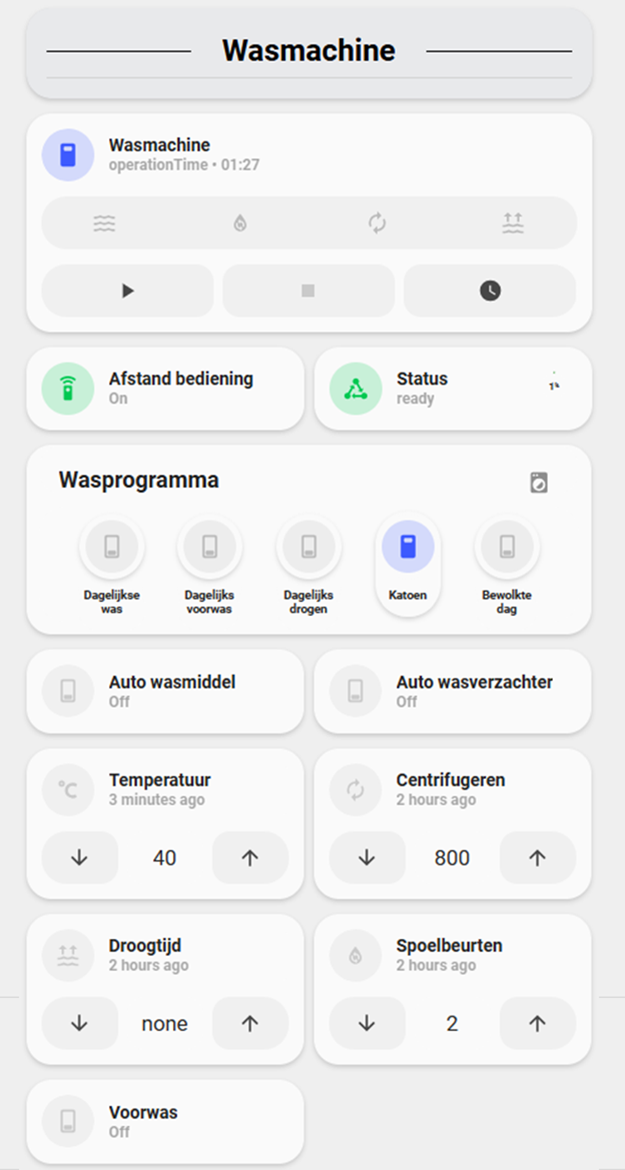 Wasmachine
Wasmachine
operationTime • 01:27
Afstand bediening
On
Status
ready
Wasprogramma
Dagelijkse
was
Dagelijks
voorwas
Dagelijks
drogen
Katoen
Bewolkte
dag
Auto wasmiddel
Off
Auto wasverzachter
Off
Temperatuur
3 minutes ago
40
Centrifugeren
2 hours ago
800
Droogtijd
2 hours ago
none
Spoelbeurten
2 hours ago
2
Voorwas
Off